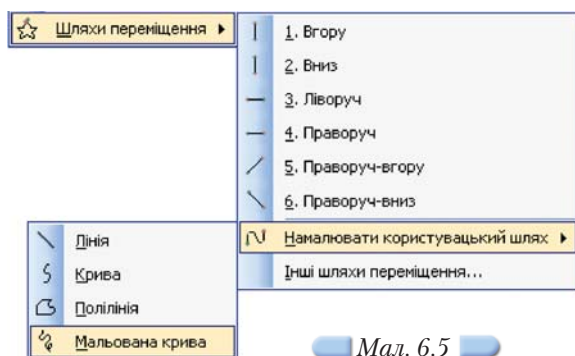 Шляхи переміщення
1. Вгору
2. Вниз
3. Ліворуч
4. Праворуч
5. Праворуч-вгору
6. Праворуч-вниз
Намалювати користувацький шлях
Інші шляхи переміщення...
Лінія
Крива
Полілінія
Мальована крива
Мал. 6.5